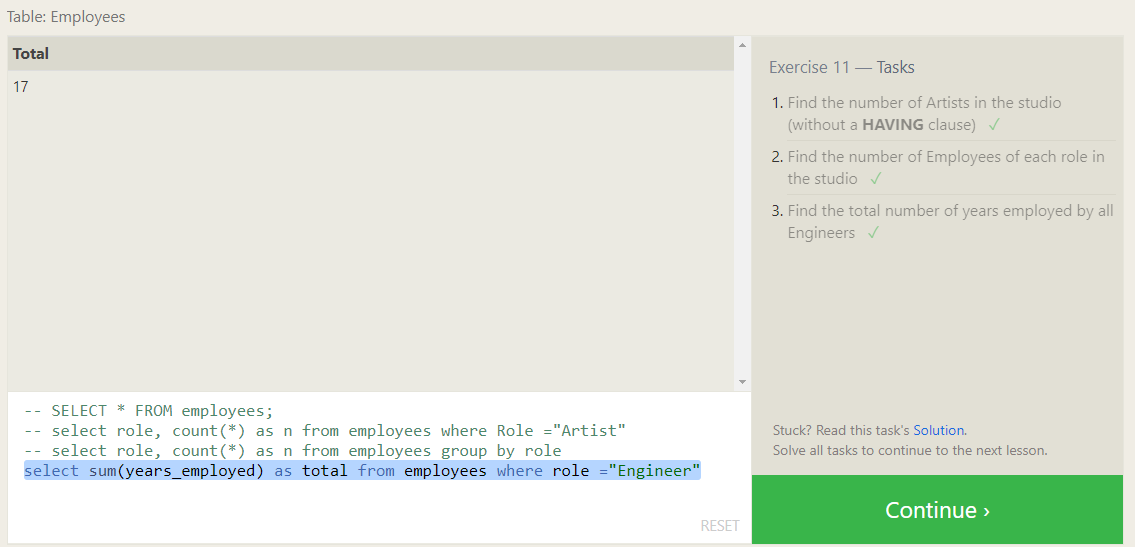 Table: Employees
Total
17
-- SELECT * FROM employees;
-- select role, count(*) as n from employees where Role ="Artist"
-- select role, count(*) as n from employees group by role
select sum(years_employed) as total from employees where role ="Engineer"
RESET
Exercise 11 — Tasks
1. Find the number of Artists in the studio
(without a HAVING clause) ✓
2. Find the number of Employees of each role in
the studio ✓
3. Find the total number of years employed by all
Engineers ✓
Stuck? Read this task's Solution.
Solve all tasks to continue to the next lesson.
Continue ›